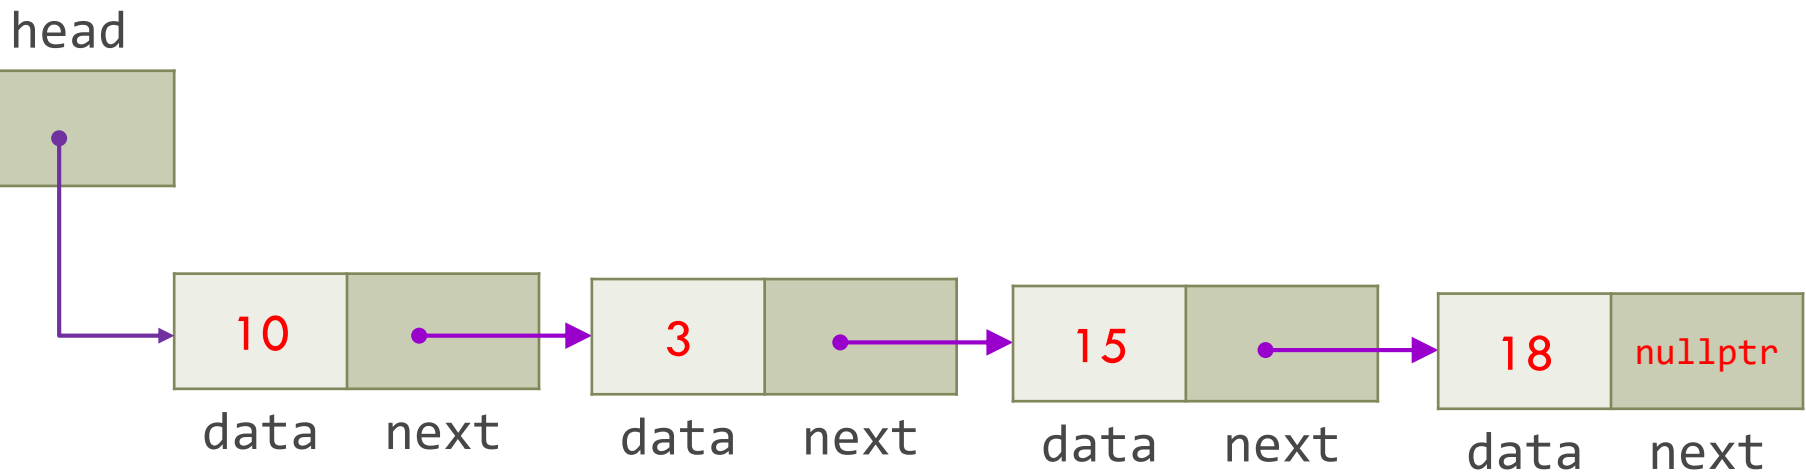 head
10 3 15 18 nullptr
data next data next data next data next